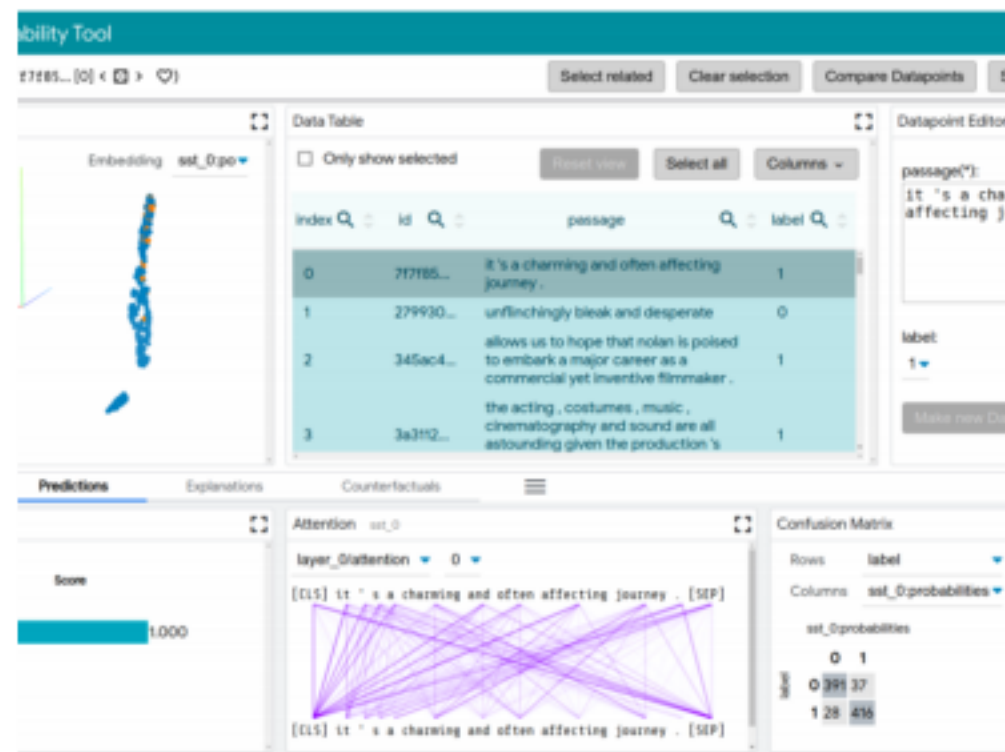 bility Tool
f7f85... [0] < > )
Select related Clear selection Compare Datapoints S
Data Table
Datapoint Editor
Embedding sst_0:po
Only show selected Reset view Select all Columns
passage(*):
it 's a cha
affecting j
index id passage label
0 7f7f85... it 's a charming and often affecting
journey . 1
1 279930... unflinchingly bleak and desperate 0
allows us to hope that nolan is poised
2 345ac4... to embark a major career as a 1
commercial yet inventive filmmaker .
the acting , costumes , music ,
cinematography and sound are all
3 3a3112... astounding given the production 's 1
label:
1
Make new Da
Predictions Explanations Counterfactuals
Attention sst_0
Confusion Matrix
layer_0/attention 0
Rows label
Score
[CLS] it ' s a charming and often affecting journey . [SEP]
Columns sst_0:probabilities
1.000
sst_0:probabilities
0 1
label
0 391 37
1 28 416
[CLS] it ' s a charming and often affecting journey . [SEP]